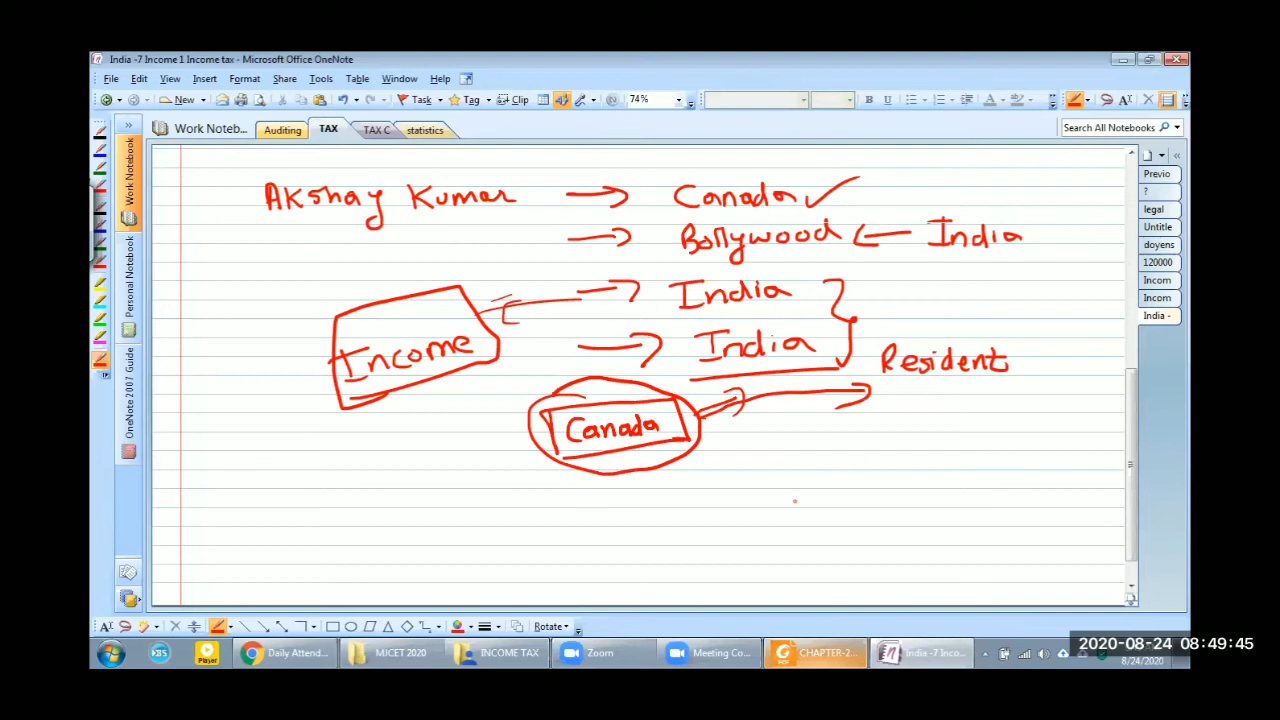 India -7 Income 1 Income tax - Microsoft Office OneNote
File Edit View Insert Format Share Tools Table Window Help
New Task Tag Clip 74% B U A
Work Noteb... Auditing TAX TAX C statistics Search All Notebooks
Akshay Kumar → Canada ✓
→ Bollywood ← India
→ India
Income → India
Resident
Canada
Work Notebook
Personal Notebook
OneNote 2007 Guide
Previo
?
legal
Untitle
doyens
120000
Incom
Incom
India -
Rotate
Player Daily Attend... MJCET 2020 INCOME TAX Zoom Meeting Co... CHAPTER-2... India -7 Inco...
2020-08-24 08:49:45
8/24/2020